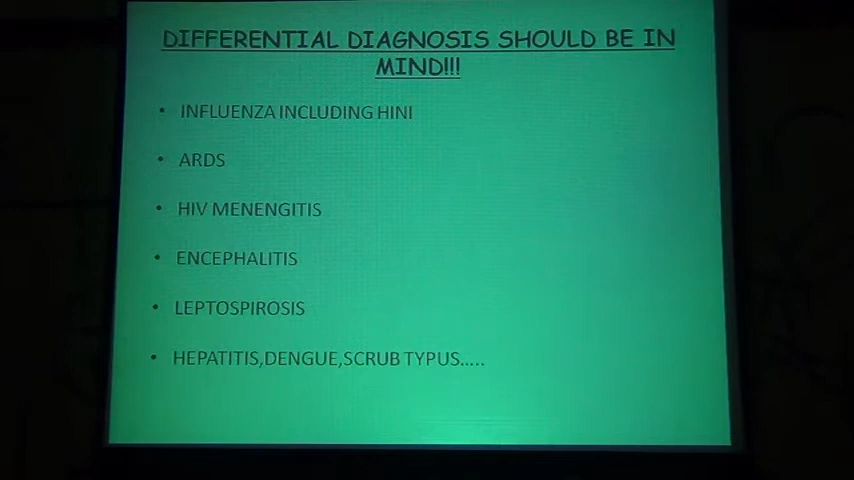 DIFFERENTIAL DIAGNOSIS SHOULD BE IN
MIND!!!
• INFLUENZA INCLUDING HINI
• ARDS
• HIV MENENGITIS
• ENCEPHALITIS
• LEPTOSPIROSIS
• HEPATITIS,DENGUE,SCRUB TYPUS.....